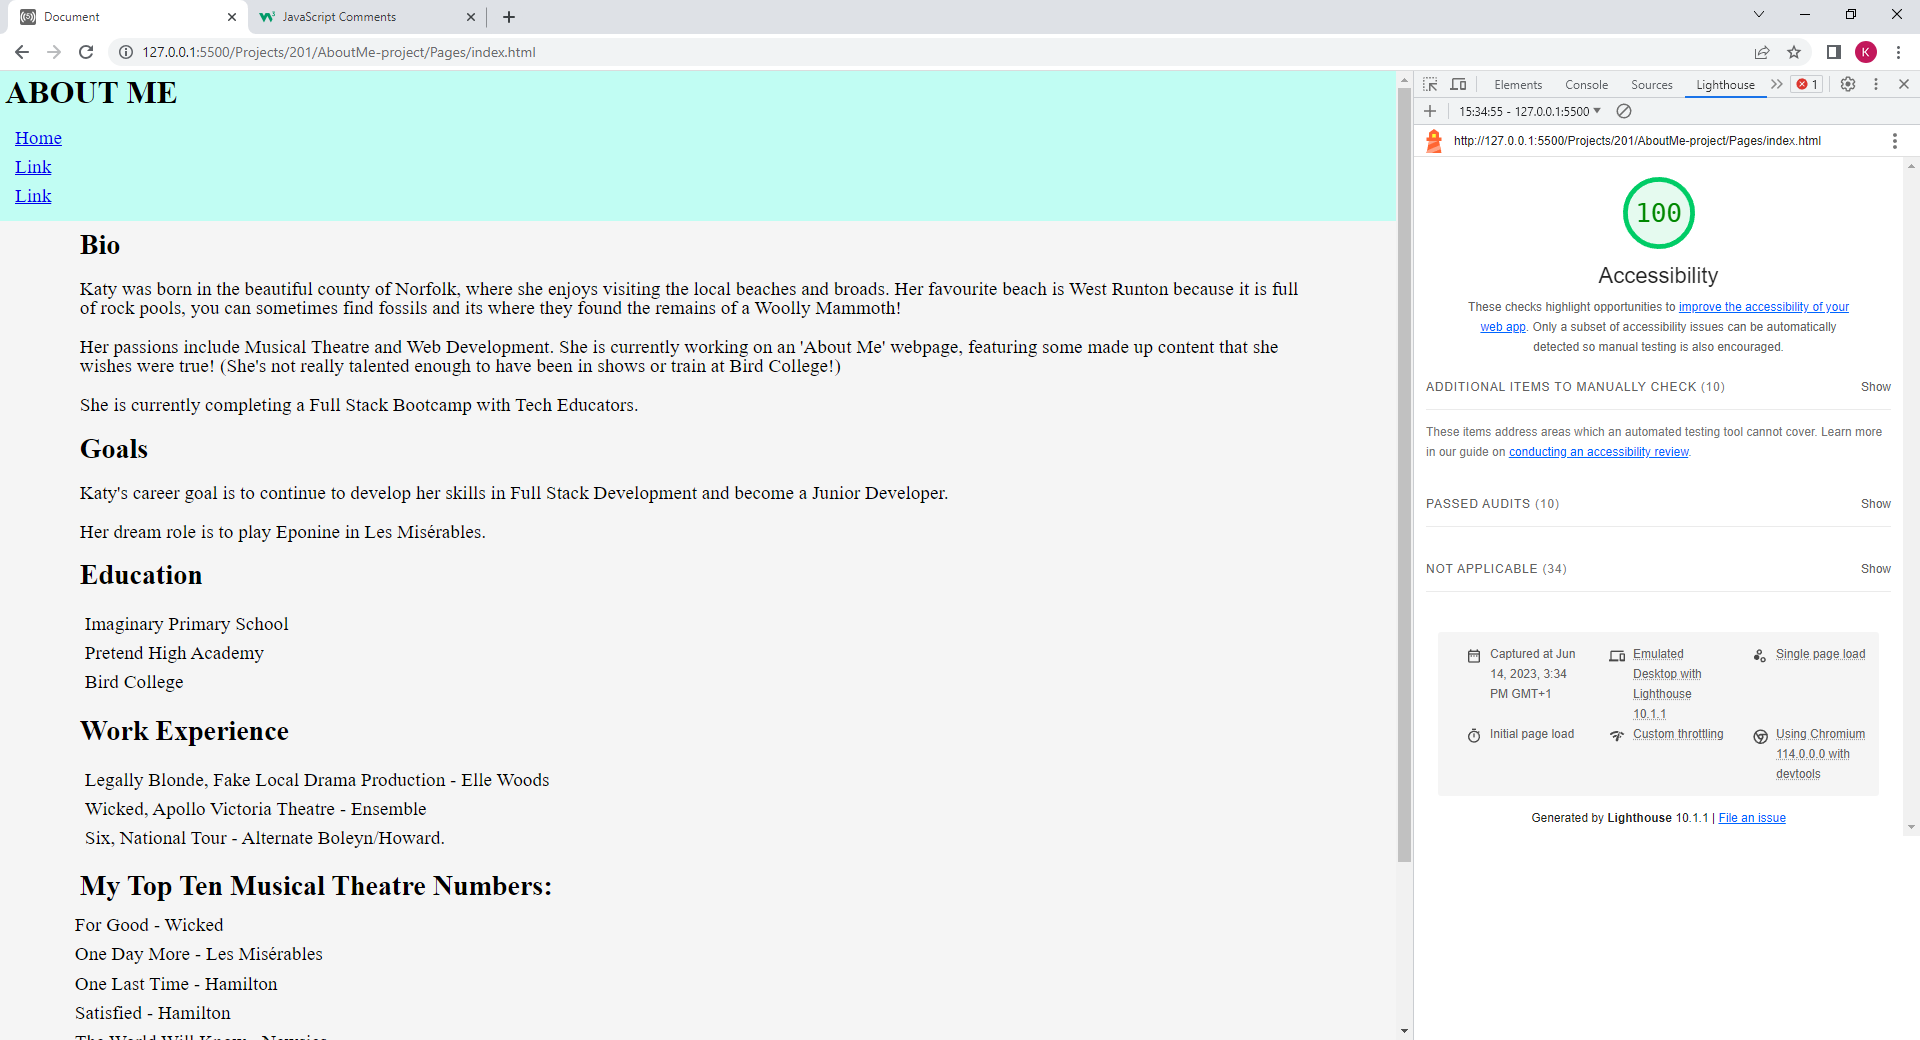 Document
JavaScript Comments
127.0.0.1:5500/Projects/201/AboutMe-project/Pages/index.html
K
ABOUT ME
Home
Link
Link
Bio
Katy was born in the beautiful county of Norfolk, where she enjoys visiting the local beaches and broads. Her favourite beach is West Runton because it is full
of rock pools, you can sometimes find fossils and its where they found the remains of a Woolly Mammoth!
Her passions include Musical Theatre and Web Development. She is currently working on an 'About Me' webpage, featuring some made up content that she
wishes were true! (She's not really talented enough to have been in shows or train at Bird College!)
She is currently completing a Full Stack Bootcamp with Tech Educators.
Goals
Katy's career goal is to continue to develop her skills in Full Stack Development and become a Junior Developer.
Her dream role is to play Eponine in Les Misérables.
Education
Imaginary Primary School
Pretend High Academy
Bird College
Work Experience
Legally Blonde, Fake Local Drama Production - Elle Woods
Wicked, Apollo Victoria Theatre - Ensemble
Six, National Tour - Alternate Boleyn/Howard.
My Top Ten Musical Theatre Numbers:
For Good - Wicked
One Day More - Les Misérables
One Last Time - Hamilton
Satisfied - Hamilton
The World Will Know - Newsies
Elements Console Sources Lighthouse 1
15:34:55 - 127.0.0.1:5500
http://127.0.0.1:5500/Projects/201/AboutMe-project/Pages/index.html
100
Accessibility
These checks highlight opportunities to improve the accessibility of your
web app. Only a subset of accessibility issues can be automatically
detected so manual testing is also encouraged.
ADDITIONAL ITEMS TO MANUALLY CHECK (10) Show
These items address areas which an automated testing tool cannot cover. Learn more
in our guide on conducting an accessibility review.
PASSED AUDITS (10) Show
NOT APPLICABLE (34) Show
Captured at Jun
14, 2023, 3:34
PM GMT+1
Emulated
Desktop with
Lighthouse
10.1.1
Single page load
Initial page load
Custom throttling
Using Chromium
114.0.0.0 with
devtools
Generated by Lighthouse 10.1.1 | File an issue